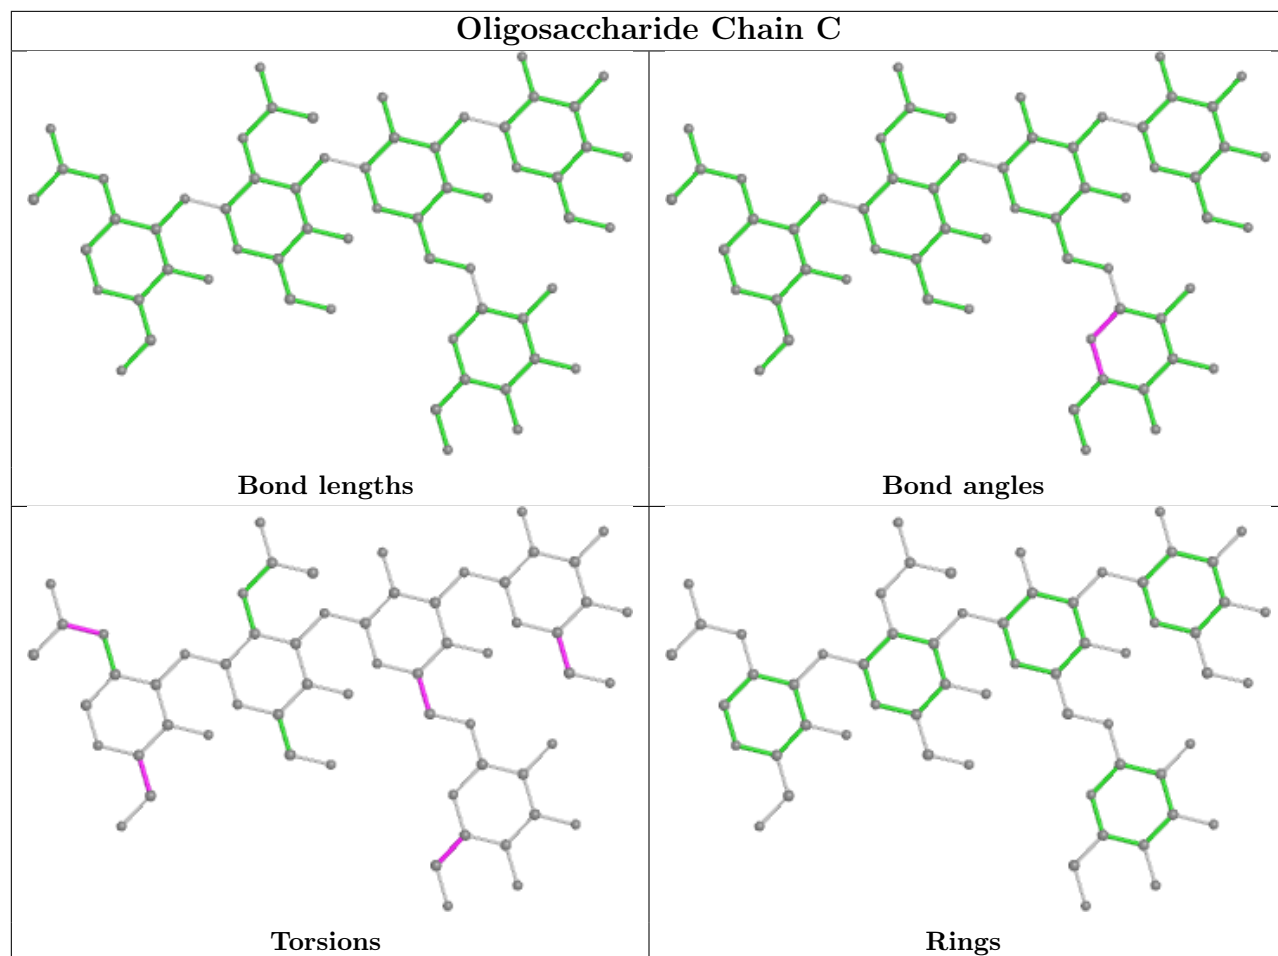 Oligosaccharide Chain C
Bond lengths
Bond angles
Torsions
Rings